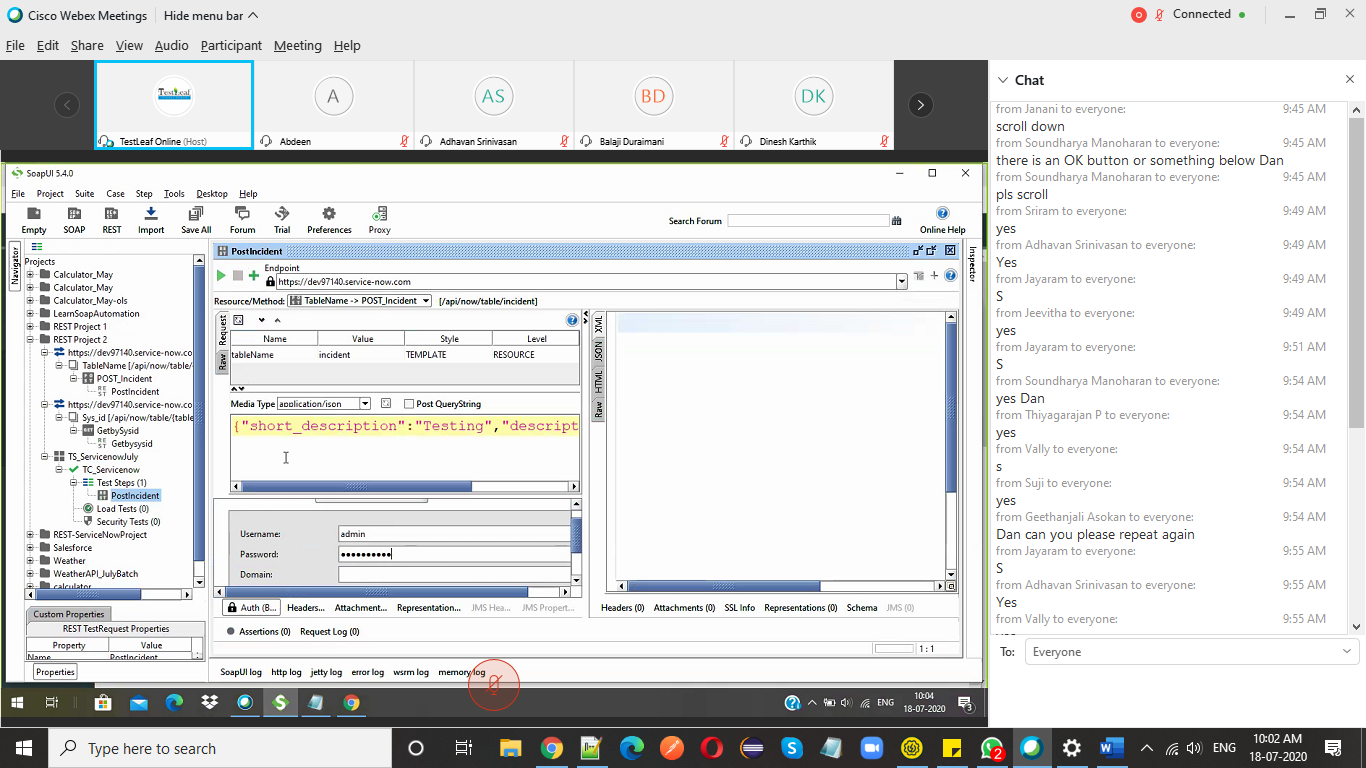 Cisco Webex Meetings Hide menu bar Connected
File Edit Share View Audio Participant Meeting Help
TestLeaf
A
AS
BD
DK
TestLeaf Online (Host)
Abdeen
Adhavan Srinivasan
Balaji Duraimani
Dinesh Karthik
SoapUI 5.4.0
File Project Suite Case Step Tools Desktop Help
Empty SOAP REST Import Save All Forum Trial Preferences Proxy
Search Forum
Online Help
Navigator
Projects
Calculator_May
Calculator_May
Calculator_May-ols
LearnSoapAutomation
REST Project 1
REST Project 2
https://dev97140.service-now.co
TableName [/api/now/table/
POST_Incident
REST
PostIncident
https://dev97140.service-now.co
Sys_id [/api/now/table/{table
GET
GetbySysid
REST
Getbysysid
TS_ServicenowJuly
TC_Servicenow
Test Steps (1)
PostIncident
Load Tests (0)
Security Tests (0)
REST-ServiceNowProject
Salesforce
Weather
WeatherAPI_JulyBatch
calculator
Custom Properties
REST TestRequest Properties
Property Value
Name PostIncident
Properties
PostIncident
Endpoint
https://dev97140.service-now.com
Resource/Method: TableName -> POST_Incident [/api/now/table/incident]
Request
Raw
Name Value Style Level
tableName incident TEMPLATE RESOURCE
Media Type application/json Post QueryString
{"short_description":"Testing","descript
Username: admin
Password: ●●●●●●●●●●
Domain:
Auth (B... Headers... Attachment... Representation... JMS Hea... JMS Propert...
XML
JSON
HTML
Raw
Headers (0) Attachments (0) SSL Info Representations (0) Schema JMS (0)
Assertions (0) Request Log (0)
1 : 1
Inspector
SoapUI log http log jetty log error log wsrm log memory log
ENG
10:04
18-07-2020
3
Chat
from Janani to everyone: 9:45 AM
scroll down
from Soundharya Manoharan to everyone: 9:45 AM
there is an OK button or something below Dan
from Soundharya Manoharan to everyone: 9:45 AM
pls scroll
from Sriram to everyone: 9:49 AM
yes
from Adhavan Srinivasan to everyone: 9:49 AM
Yes
from Jayaram to everyone: 9:49 AM
S
from Jeevitha to everyone: 9:49 AM
yes
from Jayaram to everyone: 9:51 AM
S
from Soundharya Manoharan to everyone: 9:54 AM
yes Dan
from Thiyagarajan P to everyone: 9:54 AM
yes
from Vally to everyone: 9:54 AM
s
from Suji to everyone: 9:54 AM
yes
from Geethanjali Asokan to everyone: 9:54 AM
Dan can you please repeat again
from Jayaram to everyone: 9:55 AM
S
from Adhavan Srinivasan to everyone: 9:55 AM
Yes
from Vally to everyone: 9:55 AM
To: Everyone
Type here to search
2
ENG
10:02 AM
18-07-2020